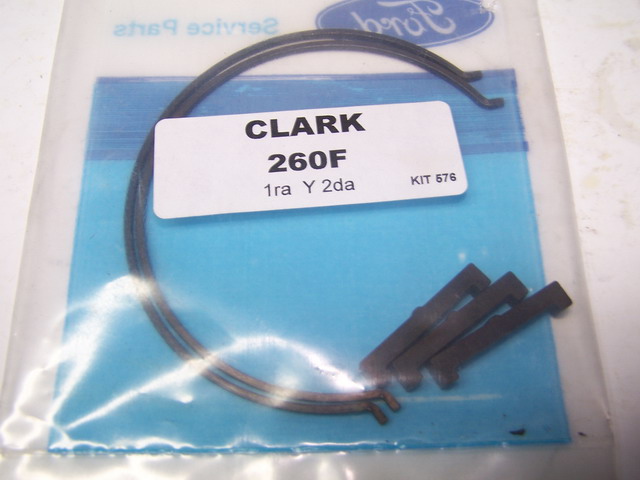 Ford
Service Parts
CLARK
260F
1ra Y 2da
KIT 576